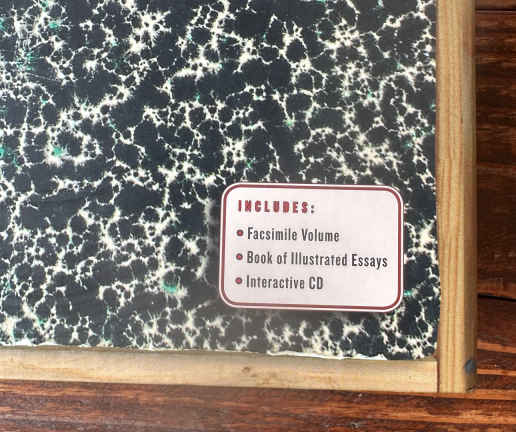 INCLUDES:
• Facsimile Volume
• Book of Illustrated Essays
• Interactive CD